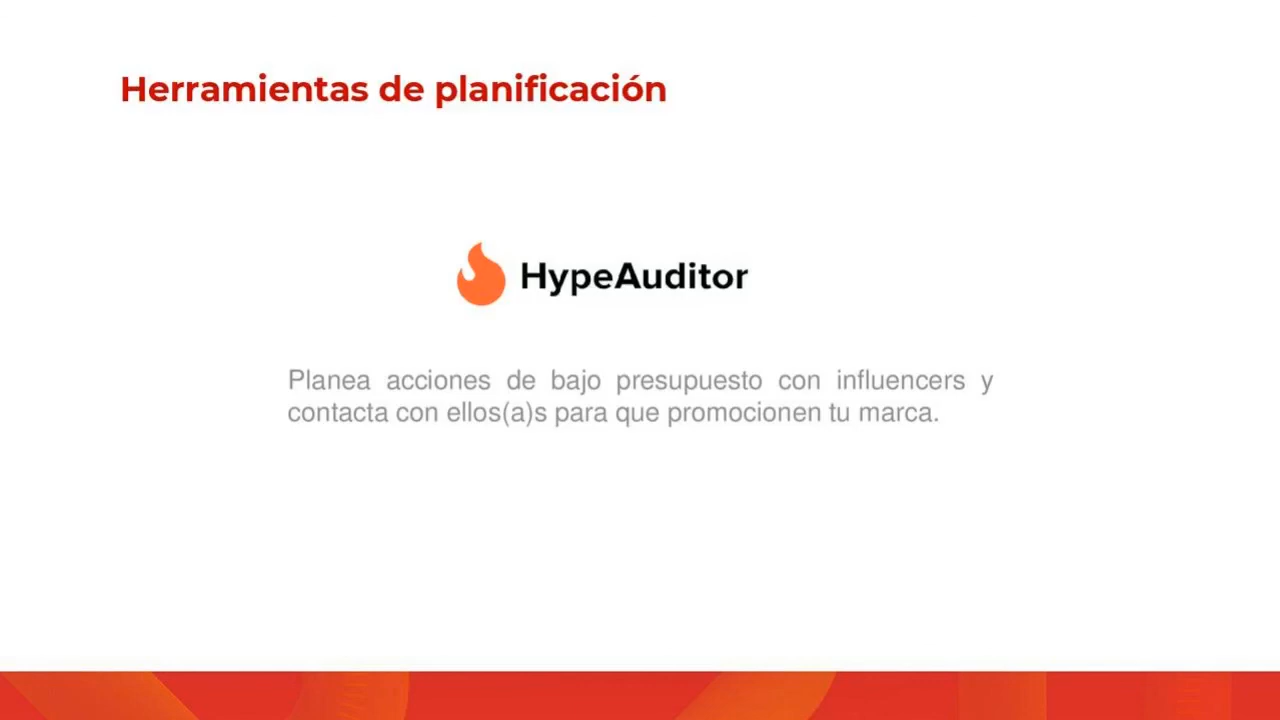 Herramientas de planificación
HypeAuditor
Planea acciones de bajo presupuesto con influencers y
contacta con ellos(a)s para que promocionen tu marca.